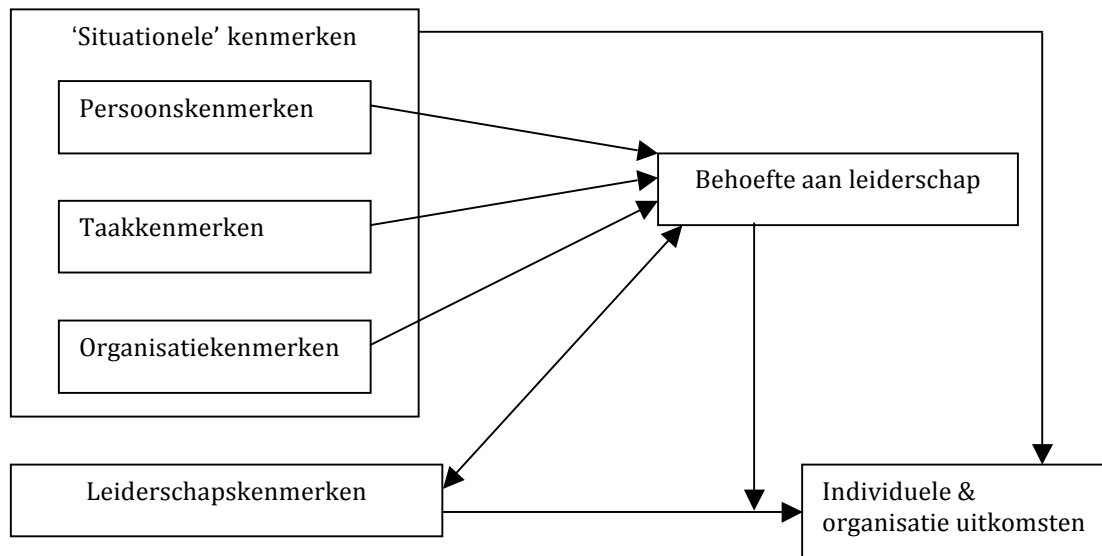 ‘Situationele’ kenmerken
Persoonskenmerken
Taakkenmerken
Organisatiekenmerken
Behoefte aan leiderschap
Leiderschapskenmerken
Individuele &
organisatie uitkomsten